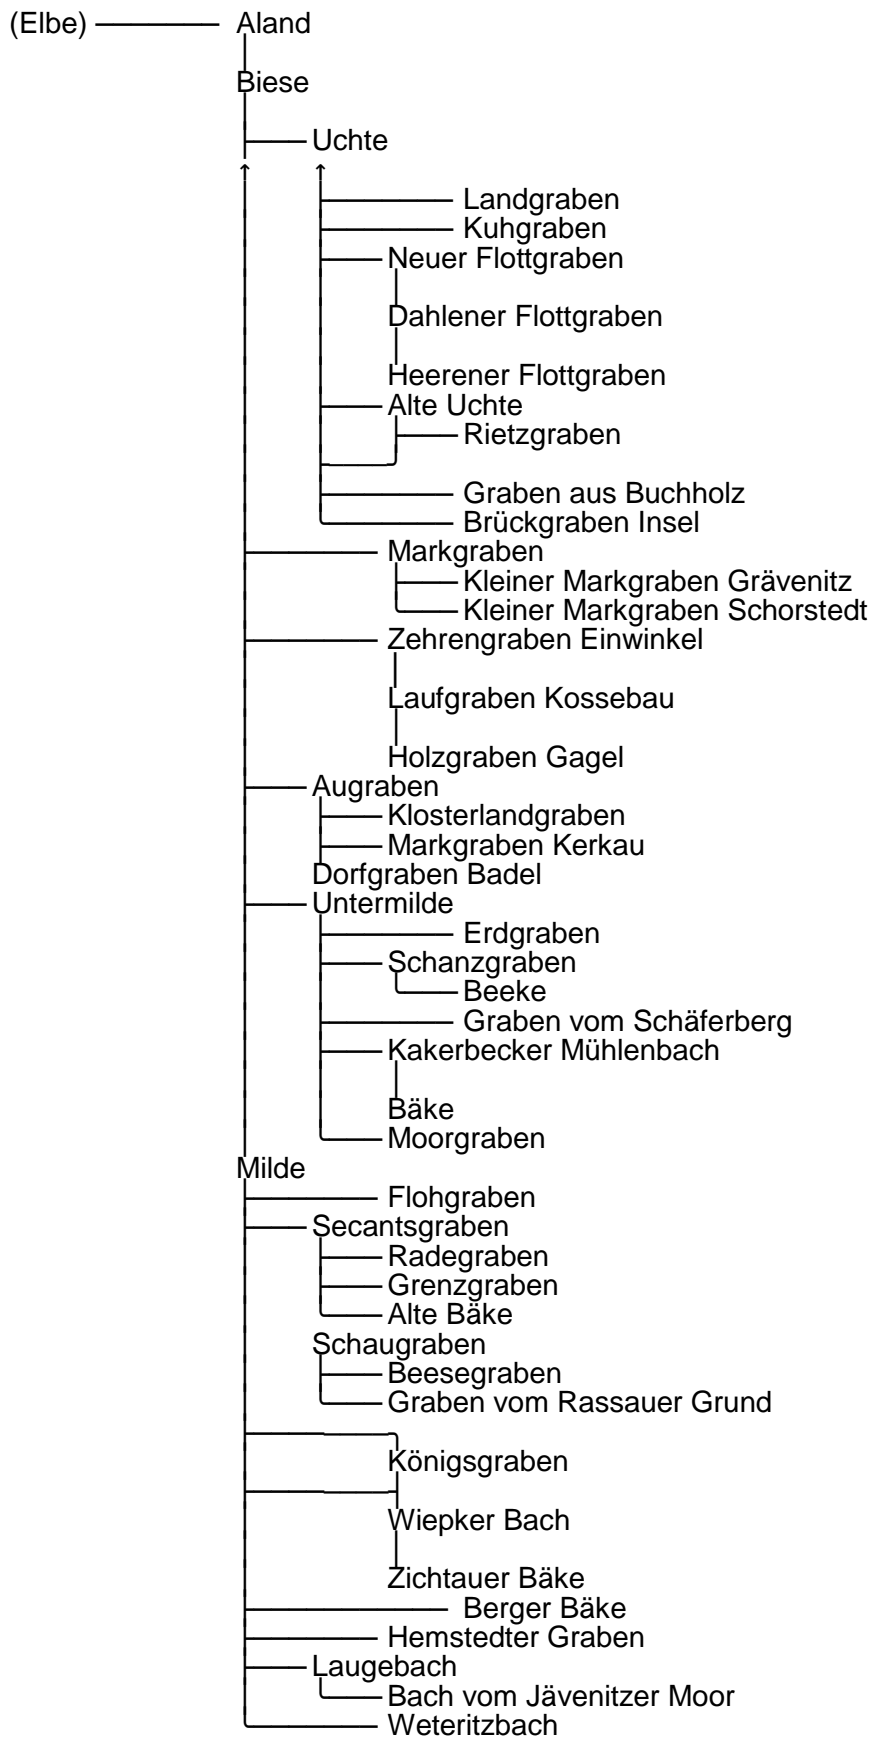 (Elbe) Aland
Biese
Uchte
Landgraben
Kuhgraben
Neuer Flottgraben
Dahlener Flottgraben
Heerener Flottgraben
Alte Uchte
Rietzgraben
Graben aus Buchholz
Brückgraben Insel
Markgraben
Kleiner Markgraben Grävenitz
Kleiner Markgraben Schorstedt
Zehrengraben Einwinkel
Laufgraben Kossebau
Holzgraben Gagel
Augraben
Klosterlandgraben
Markgraben Kerkau
Dorfgraben Badel
Untermilde
Erdgraben
Schanzgraben
Beeke
Graben vom Schäferberg
Kakerbecker Mühlenbach
Bäke
Moorgraben
Milde
Flohgraben
Secantsgraben
Radegraben
Grenzgraben
Alte Bäke
Schaugraben
Beesegraben
Graben vom Rassauer Grund
Königsgraben
Wiepker Bach
Zichtauer Bäke
Berger Bäke
Hemstedter Graben
Laugebach
Bach vom Jävenitzer Moor
Weteritzbach